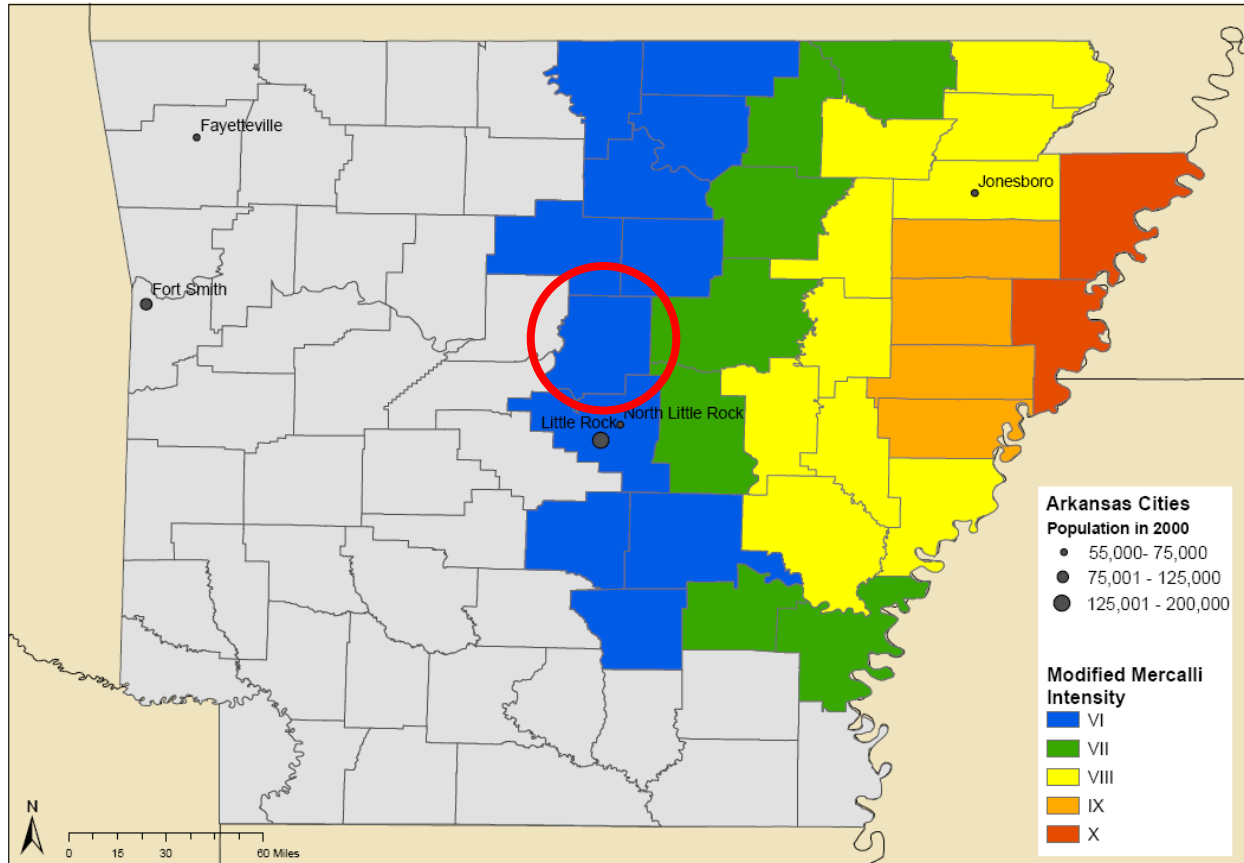 Fayetteville
Jonesboro
Fort Smith
North Little Rock
Little Rock
Arkansas Cities
Population in 2000
55,000- 75,000
75,001 - 125,000
125,001 - 200,000
Modified Mercalli
Intensity
VI
VII
VIII
IX
X
N
0 15 30 60 Miles